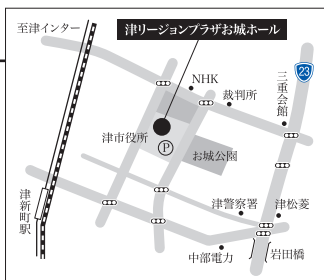 至津インター
津リージョンプラザお城ホール
23
NHK
裁判所
三重会館
津市役所
P
お城公園
津新町駅
津警察署
津松菱
中部電力
岩田橋